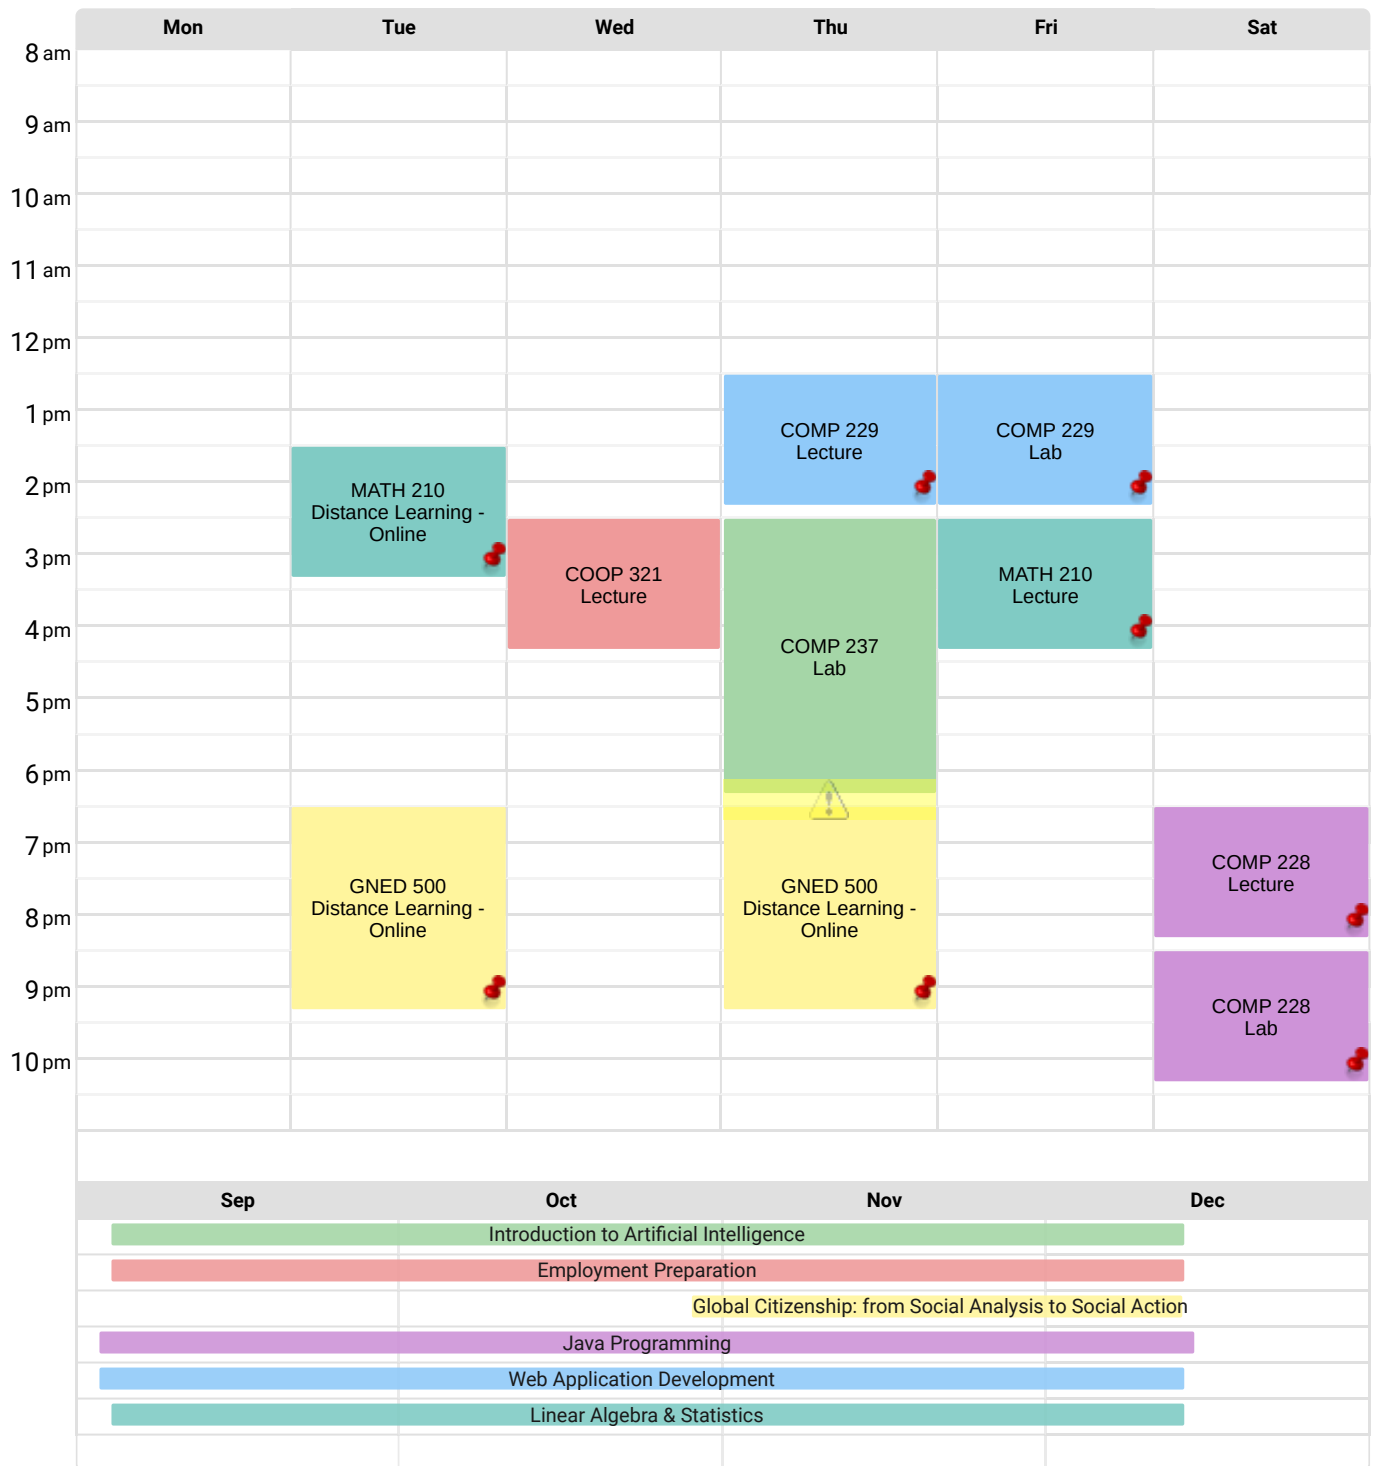 Mon Tue Wed Thu Fri Sat
8 am
9 am
10 am
11 am
12 pm
1 pm
COMP 229
Lecture
COMP 229
Lab
2 pm
MATH 210
Distance Learning -
Online
3 pm
COOP 321
Lecture
MATH 210
Lecture
4 pm
COMP 237
Lab
5 pm
6 pm
7 pm
GNED 500
Distance Learning -
Online
GNED 500
Distance Learning -
Online
COMP 228
Lecture
8 pm
9 pm
COMP 228
Lab
10 pm
Sep Oct Nov Dec
Introduction to Artificial Intelligence
Employment Preparation
Global Citizenship: from Social Analysis to Social Action
Java Programming
Web Application Development
Linear Algebra & Statistics